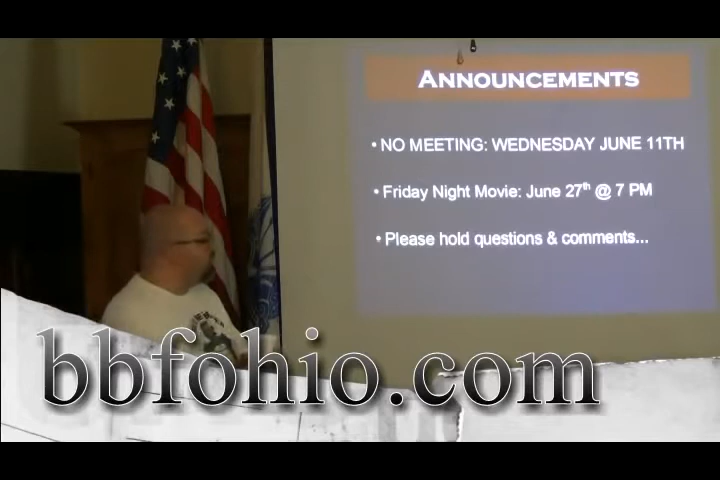 ANNOUNCEMENTS
• NO MEETING: WEDNESDAY JUNE 11TH
• Friday Night Movie: June 27th @ 7 PM
• Please hold questions & comments...
bbfohio.com